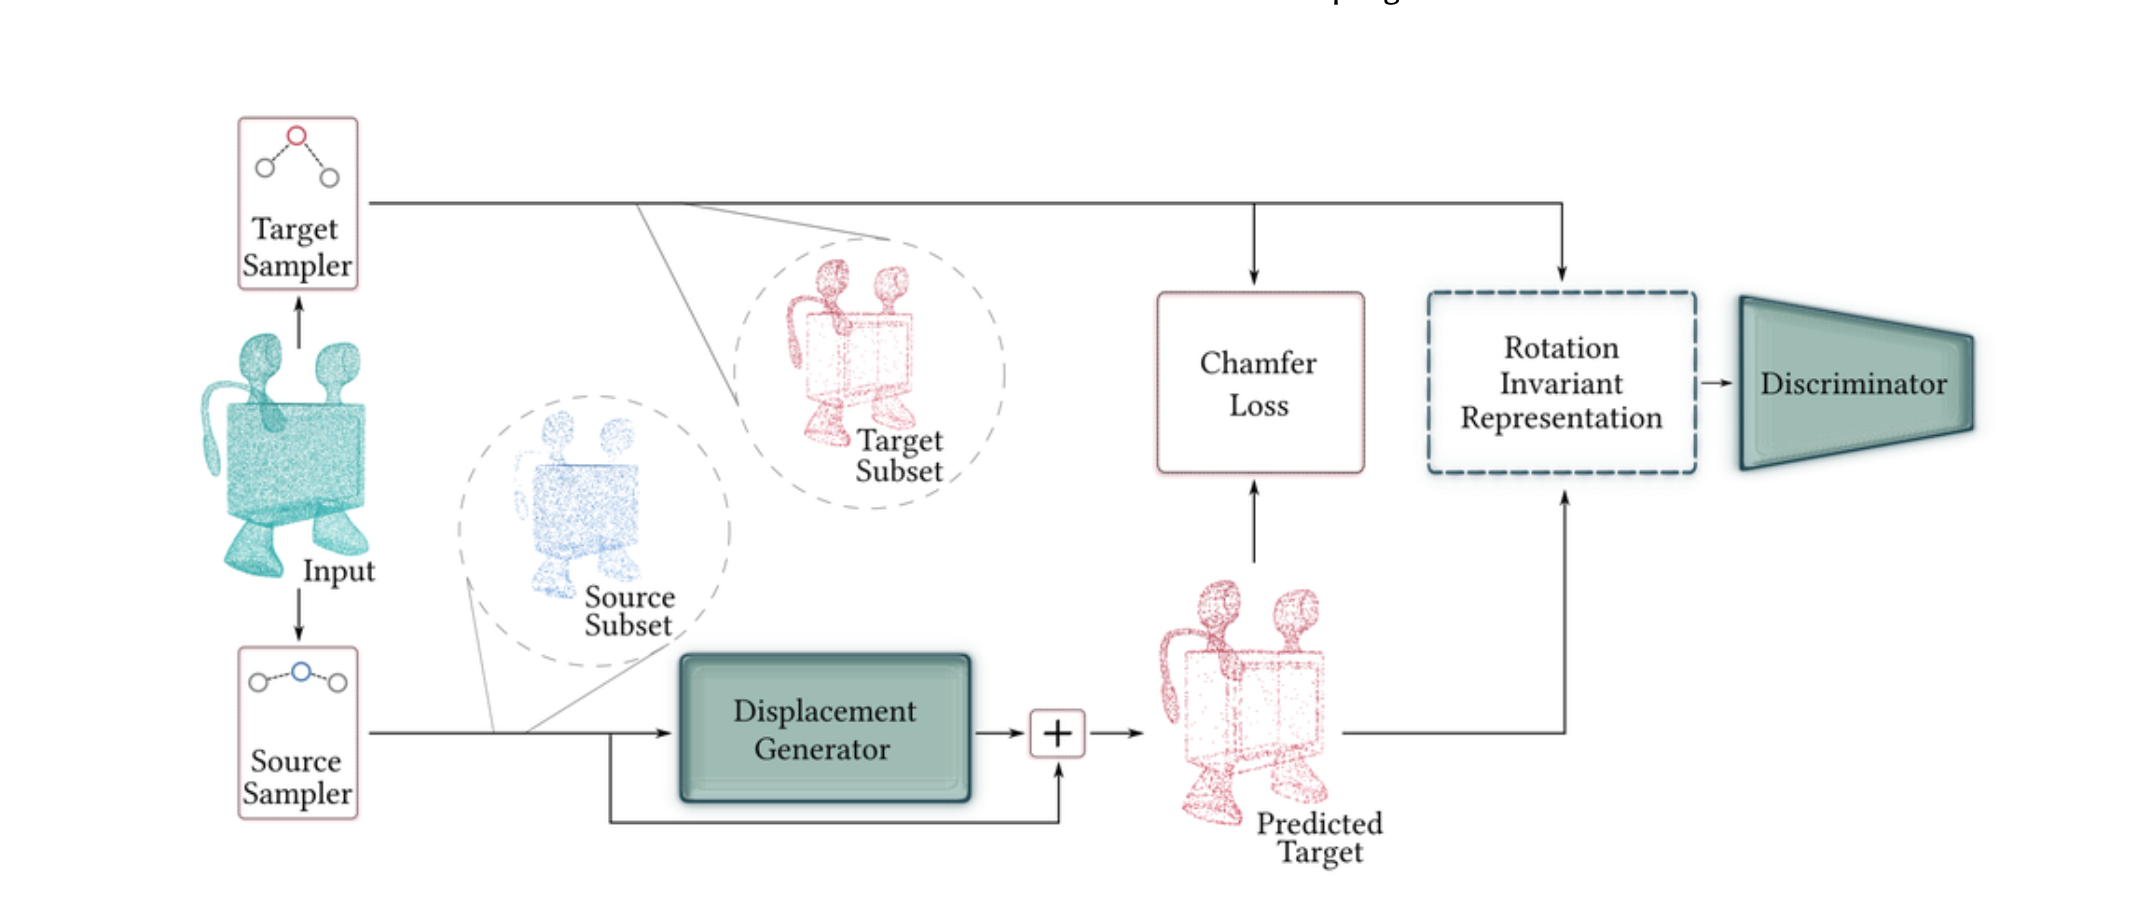 Target
Sampler
Input
Source
Sampler
Source
Subset
Target
Subset
Displacement
Generator
+
Predicted
Target
Chamfer
Loss
Rotation
Invariant
Representation
Discriminator